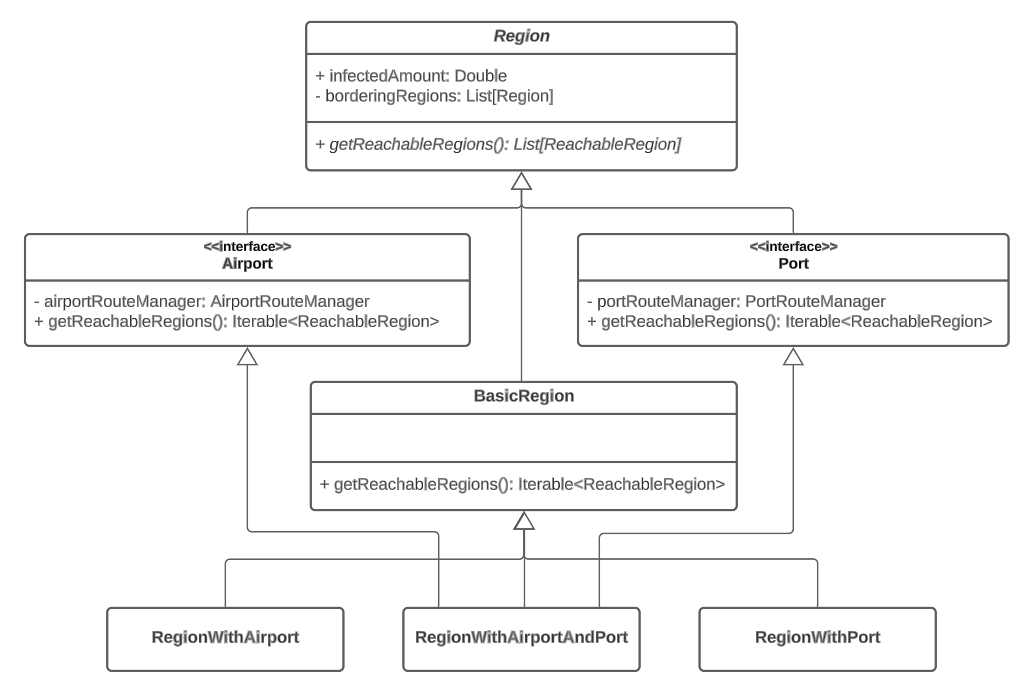 Region
+ infectedAmount: Double
- borderingRegions: List[Region]
+ getReachableRegions(): List[ReachableRegion]
<<interface>>
Airport
- airportRouteManager: AirportRouteManager
+ getReachableRegions(): Iterable<ReachableRegion>
<<interface>>
Port
- portRouteManager: PortRouteManager
+ getReachableRegions(): Iterable<ReachableRegion>
BasicRegion
+ getReachableRegions(): Iterable<ReachableRegion>
RegionWithAirport
RegionWithAirportAndPort
RegionWithPort